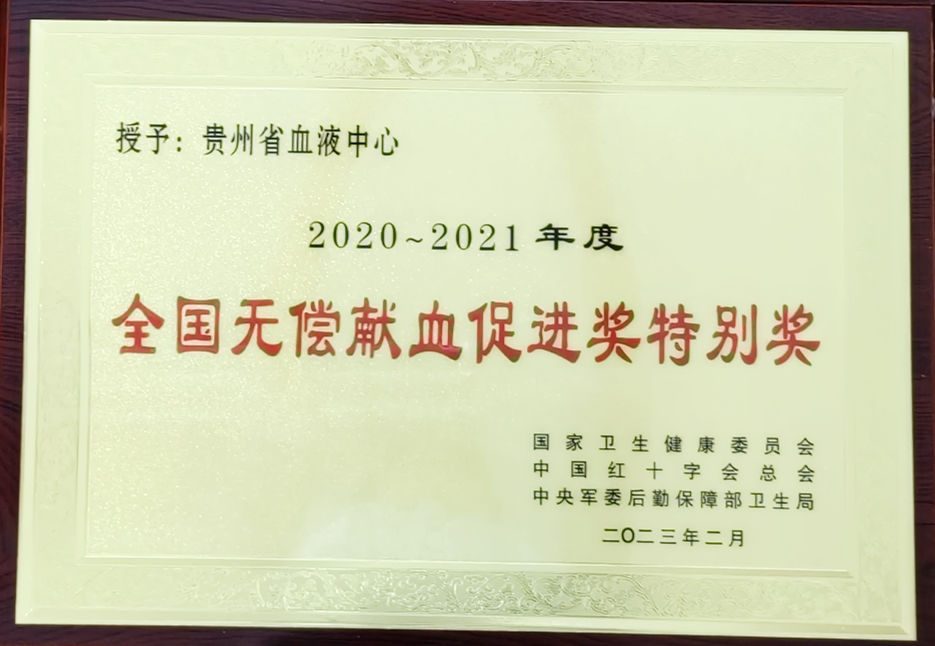 授予：贵州省血液中心
2020~2021年度
全国无偿献血促进奖特别奖
国家卫生健康委员会
中国红十字会总会
中央军委后勤保障部卫生局
二〇二三年二月